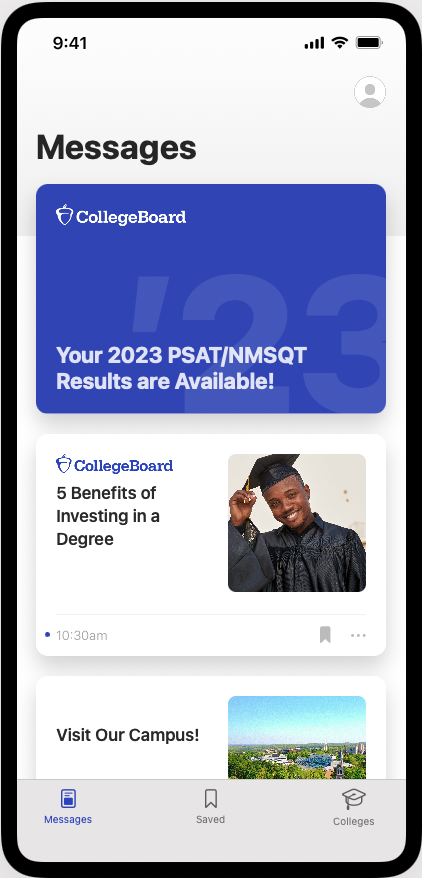 9:41
Messages
CollegeBoard
'23
Your 2023 PSAT/NMSQT
Results are Available!
CollegeBoard
5 Benefits of
Investing in a
Degree
10:30am
Visit Our Campus!
Messages
Saved
Colleges